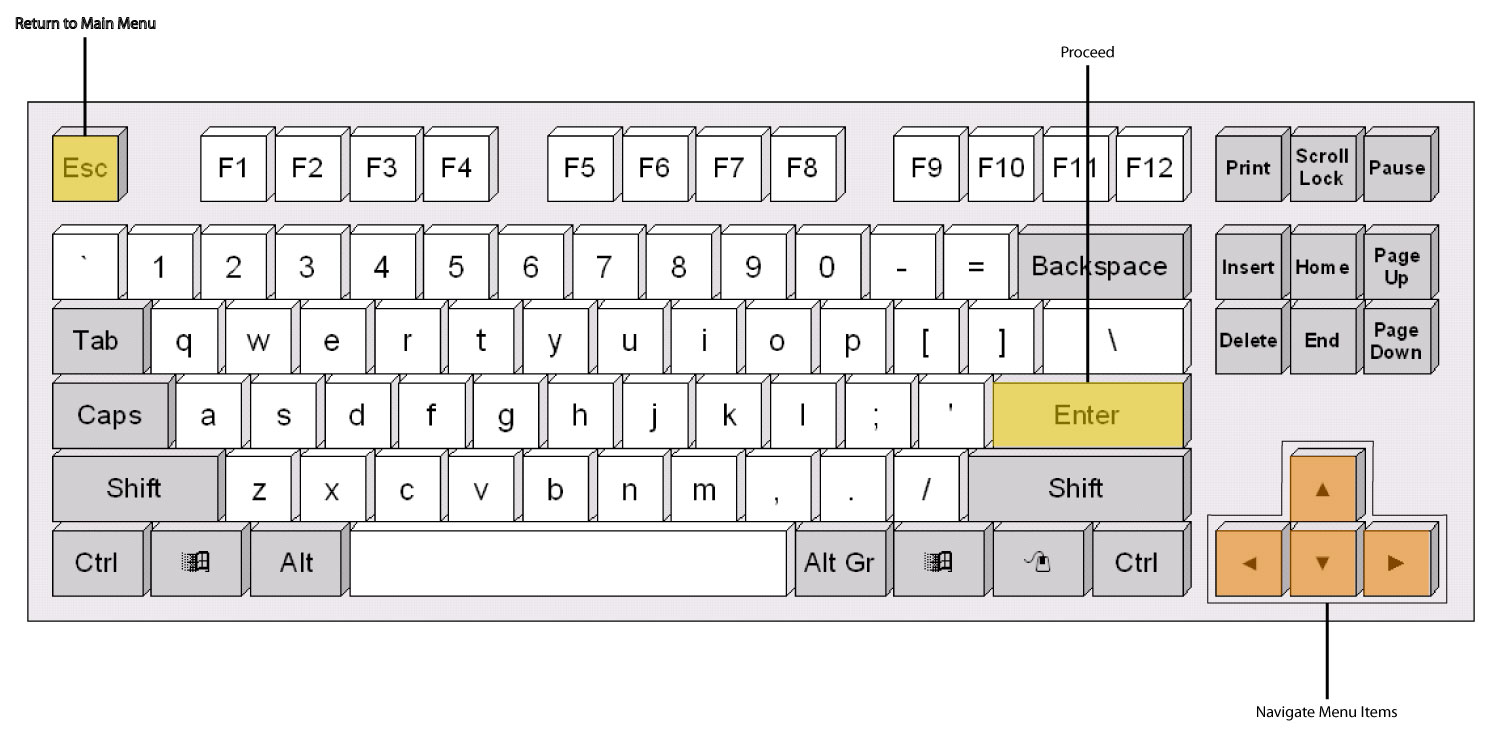 Return to Main Menu
Proceed
Esc F1 F2 F3 F4 F5 F6 F7 F8 F9 F10 F11 F12 Print Scroll Lock Pause
` 1 2 3 4 5 6 7 8 9 0 - = Backspace Insert Home Page Up
Tab q w e r t y u i o p [ ] \ Delete End Page Down
Caps a s d f g h j k l ; ' Enter
Shift z x c v b n m , . / Shift ▲
Ctrl Alt Alt Gr Ctrl ◄ ▼ ►
Navigate Menu Items